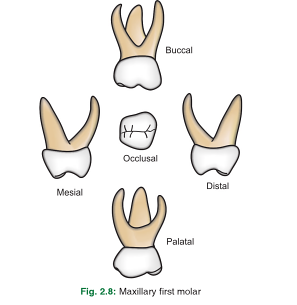 Buccal
Occlusal
Mesial
Distal
Palatal
Fig. 2.8: Maxillary first molar